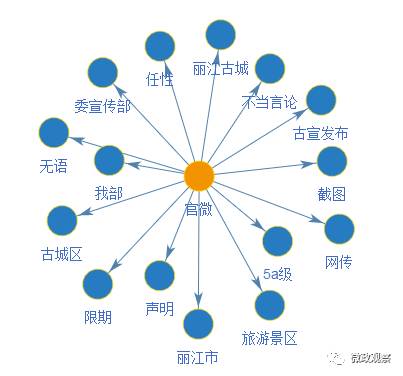 丽江古城
任性
不当言论
委宣传部
古宣发布
无语
我部
截图
官微
古城区
网传
5a级
声明
限期
旅游景区
丽江市
微政观察